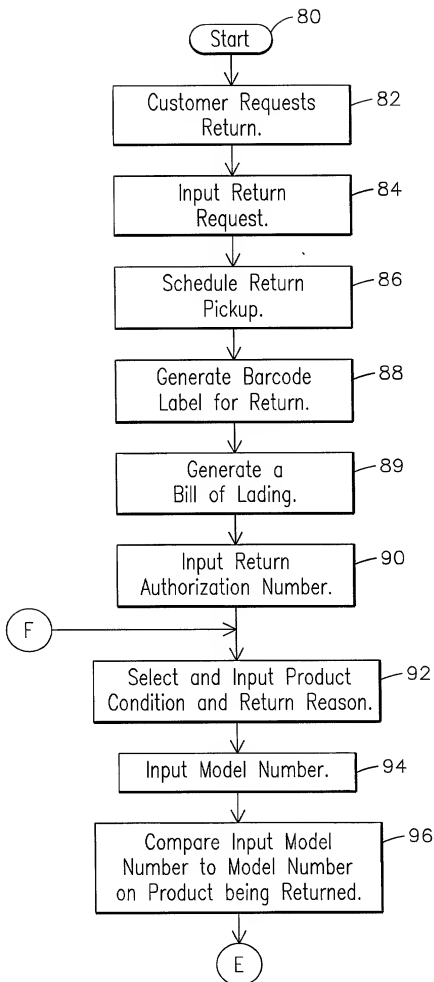 80
Start
82
Customer Requests
Return.
84
Input Return
Request.
86
Schedule Return
Pickup.
88
Generate Barcode
Label for Return.
89
Generate a
Bill of Lading.
90
Input Return
Authorization Number.
F
92
Select and Input Product
Condition and Return Reason.
94
Input Model Number.
96
Compare Input Model
Number to Model Number
on Product being Returned.
E